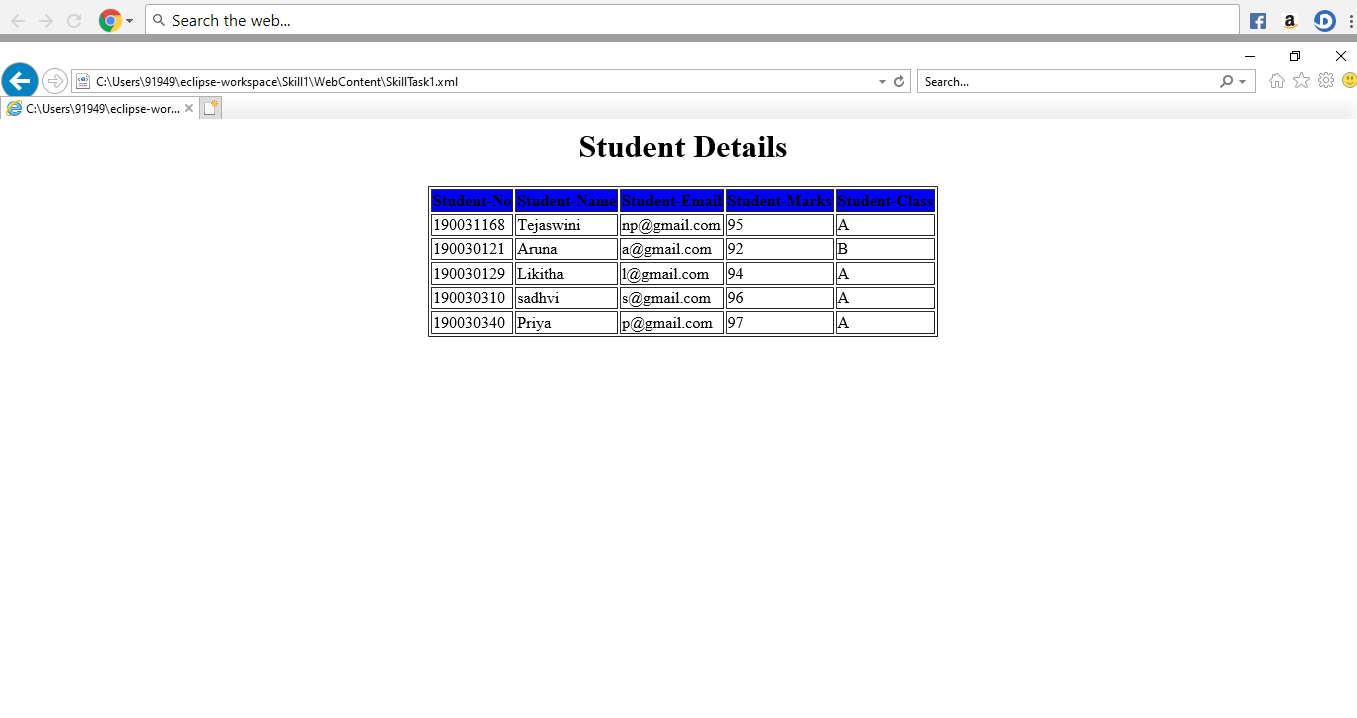 Search the web...
C:\Users\91949\eclipse-workspace\Skill1\WebContent\SkillTask1.xml
Search...
C:\Users\91949\eclipse-wor...
Student Details
Student-No Student-Name Student-Email Student-Marks Student-Class
190031168 Tejaswini np@gmail.com 95 A
190030121 Aruna a@gmail.com 92 B
190030129 Likitha l@gmail.com 94 A
190030310 sadhvi s@gmail.com 96 A
190030340 Priya p@gmail.com 97 A